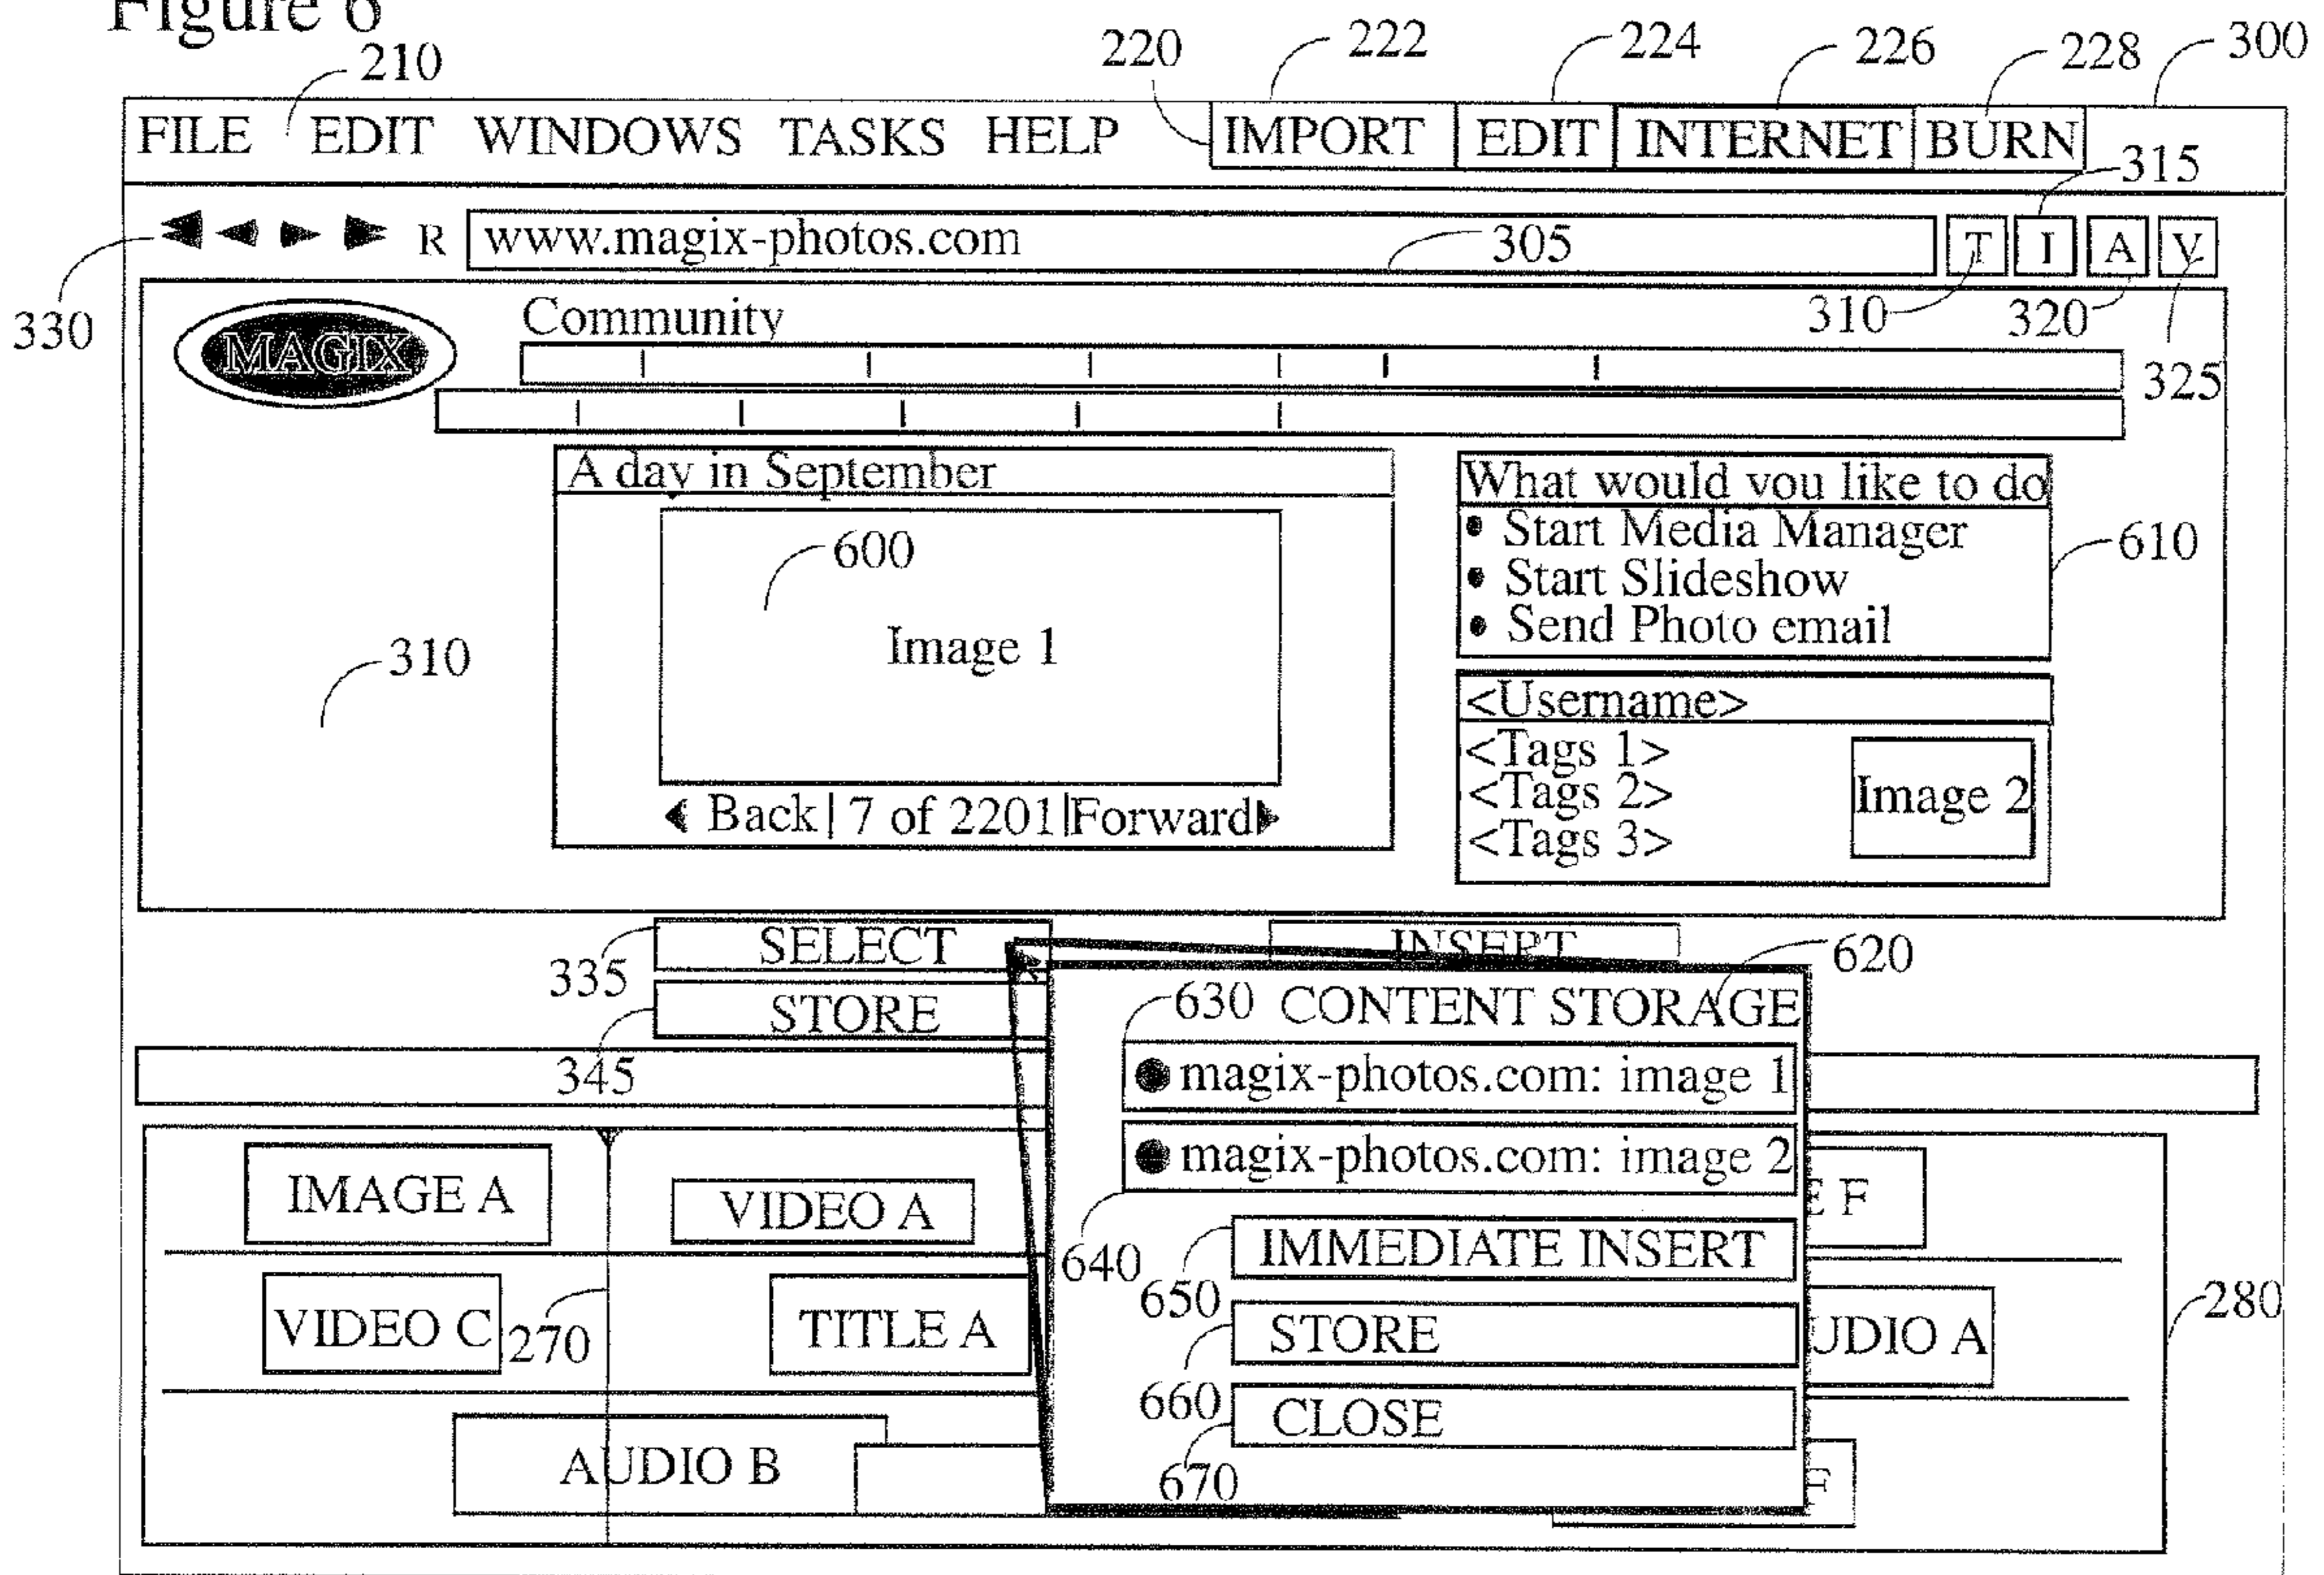 Figure 6
210
220
222
224
226
228
300
FILE EDIT WINDOWS TASKS HELP IMPORT EDIT INTERNET BURN
315
R www.magix-photos.com 305 T I A V
330
310
320
325
MAGIX
Community
A day in September
600
Image 1
Back | 7 of 2201 | Forward
310
What would you like to do
• Start Media Manager
• Start Slideshow
• Send Photo email
610
<Username>
<Tags 1>
<Tags 2>
<Tags 3>
Image 2
SELECT
INSERT
335
STORE
345
620
630 CONTENT STORAGE
magix-photos.com: image 1
magix-photos.com: image 2
640
IMMEDIATE INSERT
650
STORE
660
CLOSE
670
IMAGE A
VIDEO A
E F
VIDEO C
270
TITLE A
UDIO A
280
AUDIO B
F